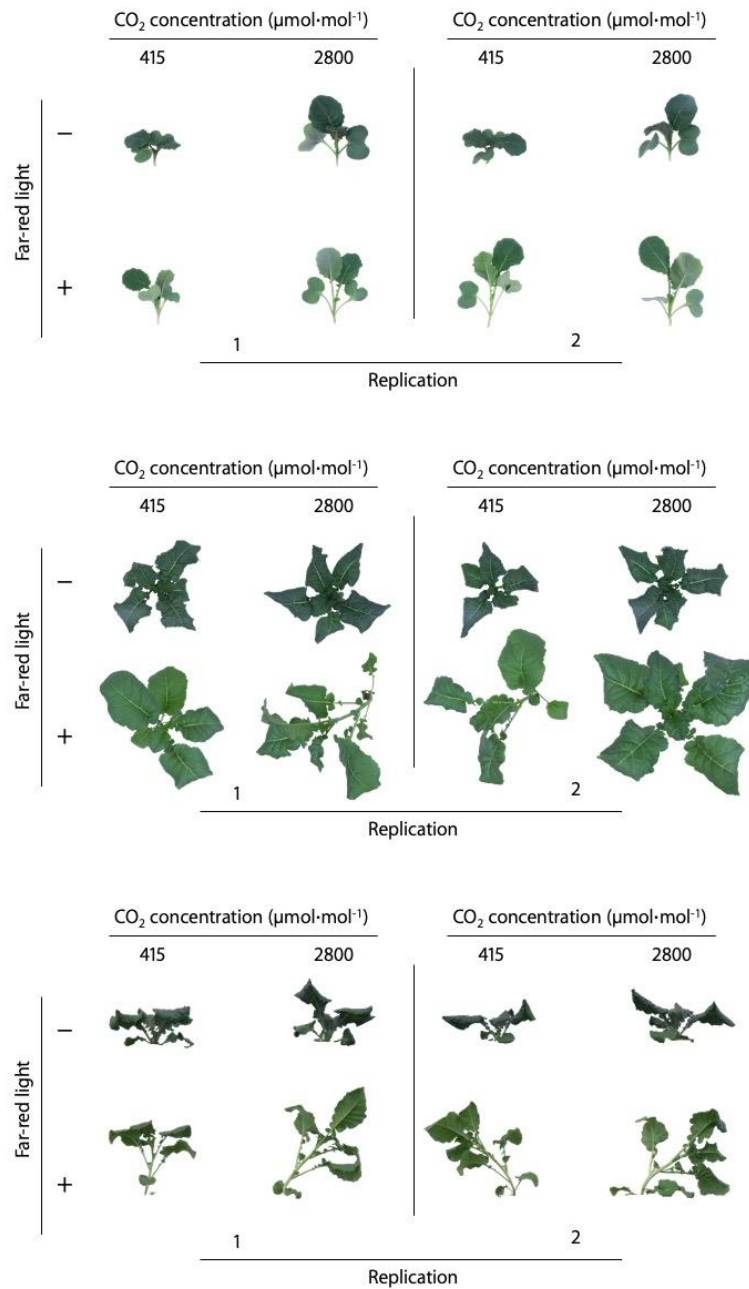 CO₂ concentration (µmol·mol⁻¹) CO₂ concentration (µmol·mol⁻¹)
415 2800 415 2800
Far-red light
−
+
1 2
Replication
CO₂ concentration (µmol·mol⁻¹) CO₂ concentration (µmol·mol⁻¹)
415 2800 415 2800
Far-red light
−
+
1 2
Replication
CO₂ concentration (µmol·mol⁻¹) CO₂ concentration (µmol·mol⁻¹)
415 2800 415 2800
Far-red light
−
+
1 2
Replication